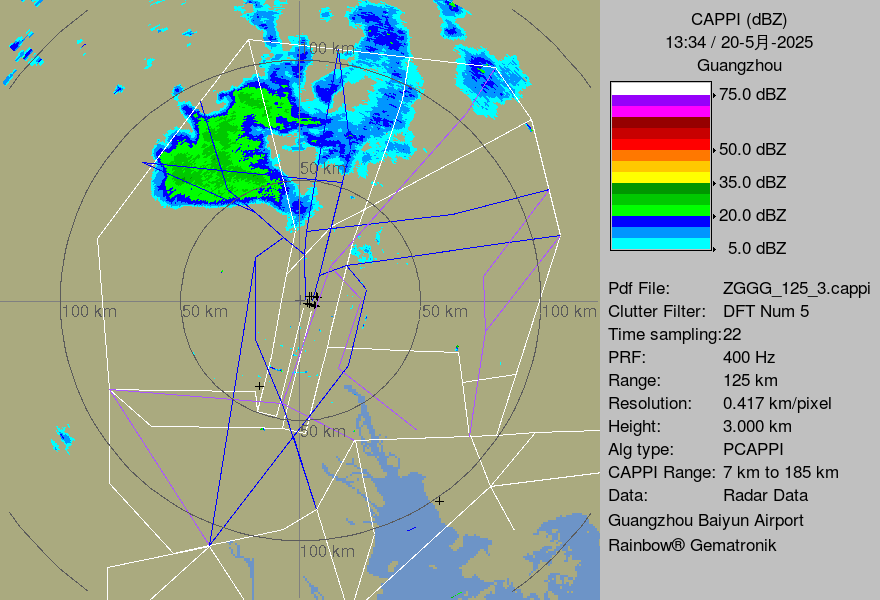 CAPPI (dBZ)
13:34 / 20-5月-2025
Guangzhou
75.0 dBZ
50.0 dBZ
35.0 dBZ
20.0 dBZ
5.0 dBZ
Pdf File: ZGGG_125_3.cappi
Clutter Filter: DFT Num 5
Time sampling:22
PRF: 400 Hz
Range: 125 km
Resolution: 0.417 km/pixel
Height: 3.000 km
Alg type: PCAPPI
CAPPI Range: 7 km to 185 km
Data: Radar Data
Guangzhou Baiyun Airport
Rainbow® Gematronik
100 km
50 km
100 km
50 km
50 km
100 km
50 km
100 km